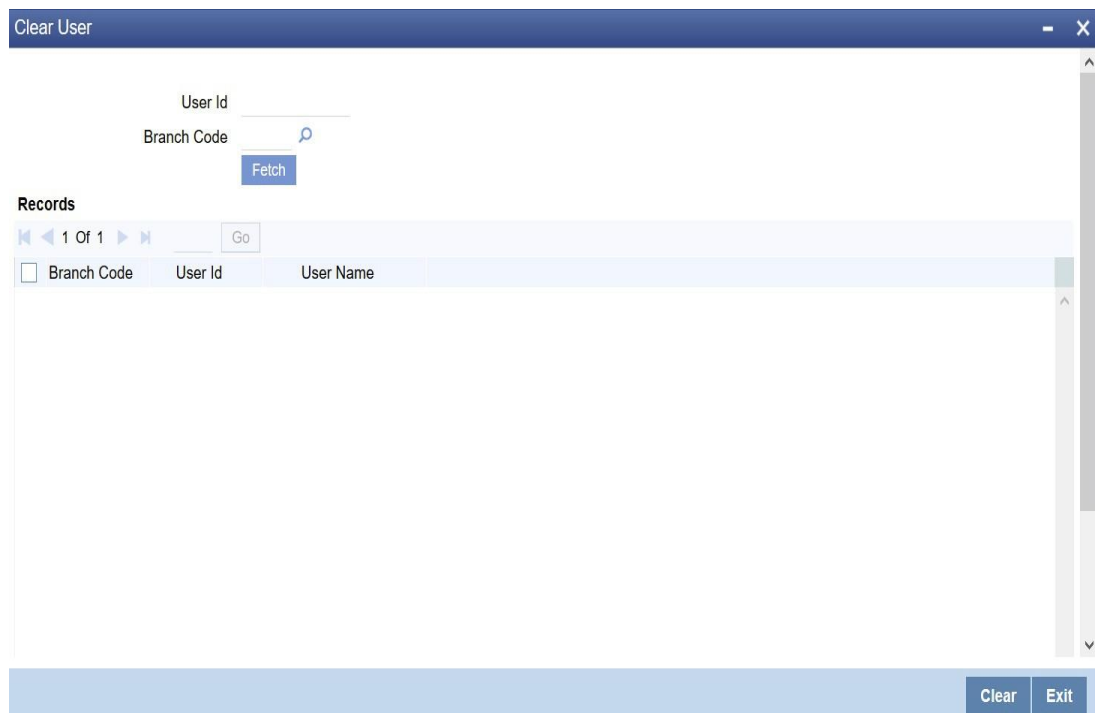 Clear User
User Id
Branch Code
Fetch
Records
1 Of 1 Go
Branch Code User Id User Name
Clear Exit